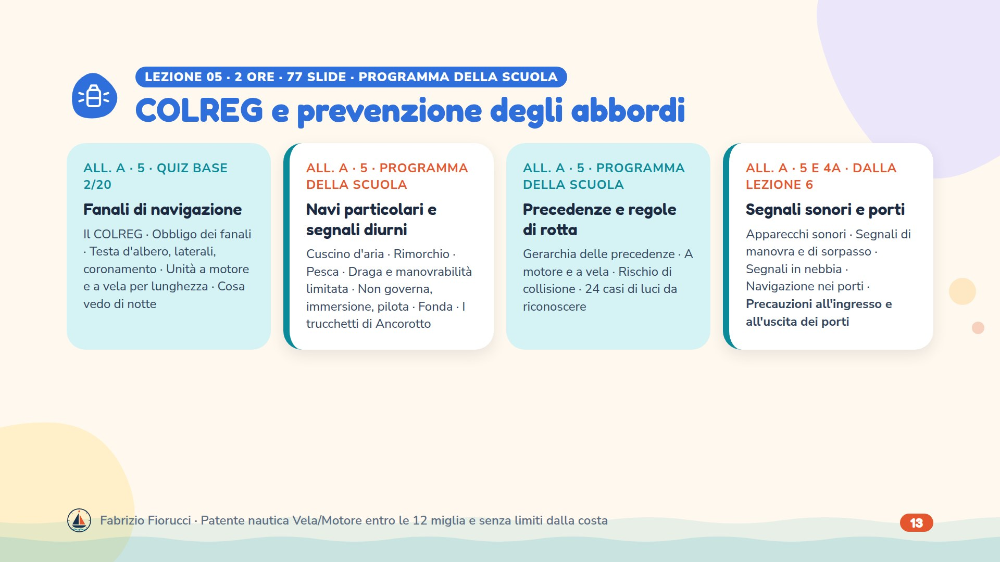 LEZIONE 05 · 2 ORE · 77 SLIDE · PROGRAMMA DELLA SCUOLA
COLREG e prevenzione degli abbordi
ALL. A · 5 · QUIZ BASE
2/20
Fanali di navigazione
Il COLREG · Obbligo dei fanali
· Testa d'albero, laterali,
coronamento · Unità a motore
e a vela per lunghezza · Cosa
vedo di notte
ALL. A · 5 · PROGRAMMA
DELLA SCUOLA
Navi particolari e
segnali diurni
Cuscino d'aria · Rimorchio ·
Pesca · Draga e manovrabilità
limitata · Non governa,
immersione, pilota · Fonda · I
trucchetti di Ancorotto
ALL. A · 5 · PROGRAMMA
DELLA SCUOLA
Precedenze e regole
di rotta
Gerarchia delle precedenze · A
motore e a vela · Rischio di
collisione · 24 casi di luci da
riconoscere
ALL. A · 5 E 4A · DALLA
LEZIONE 6
Segnali sonori e porti
Apparecchi sonori · Segnali di
manovra e di sorpasso ·
Segnali in nebbia ·
Navigazione nei porti ·
Precauzioni all'ingresso e
all'uscita dei porti
Fabrizio Fiorucci · Patente nautica Vela/Motore entro le 12 miglia e senza limiti dalla costa
13